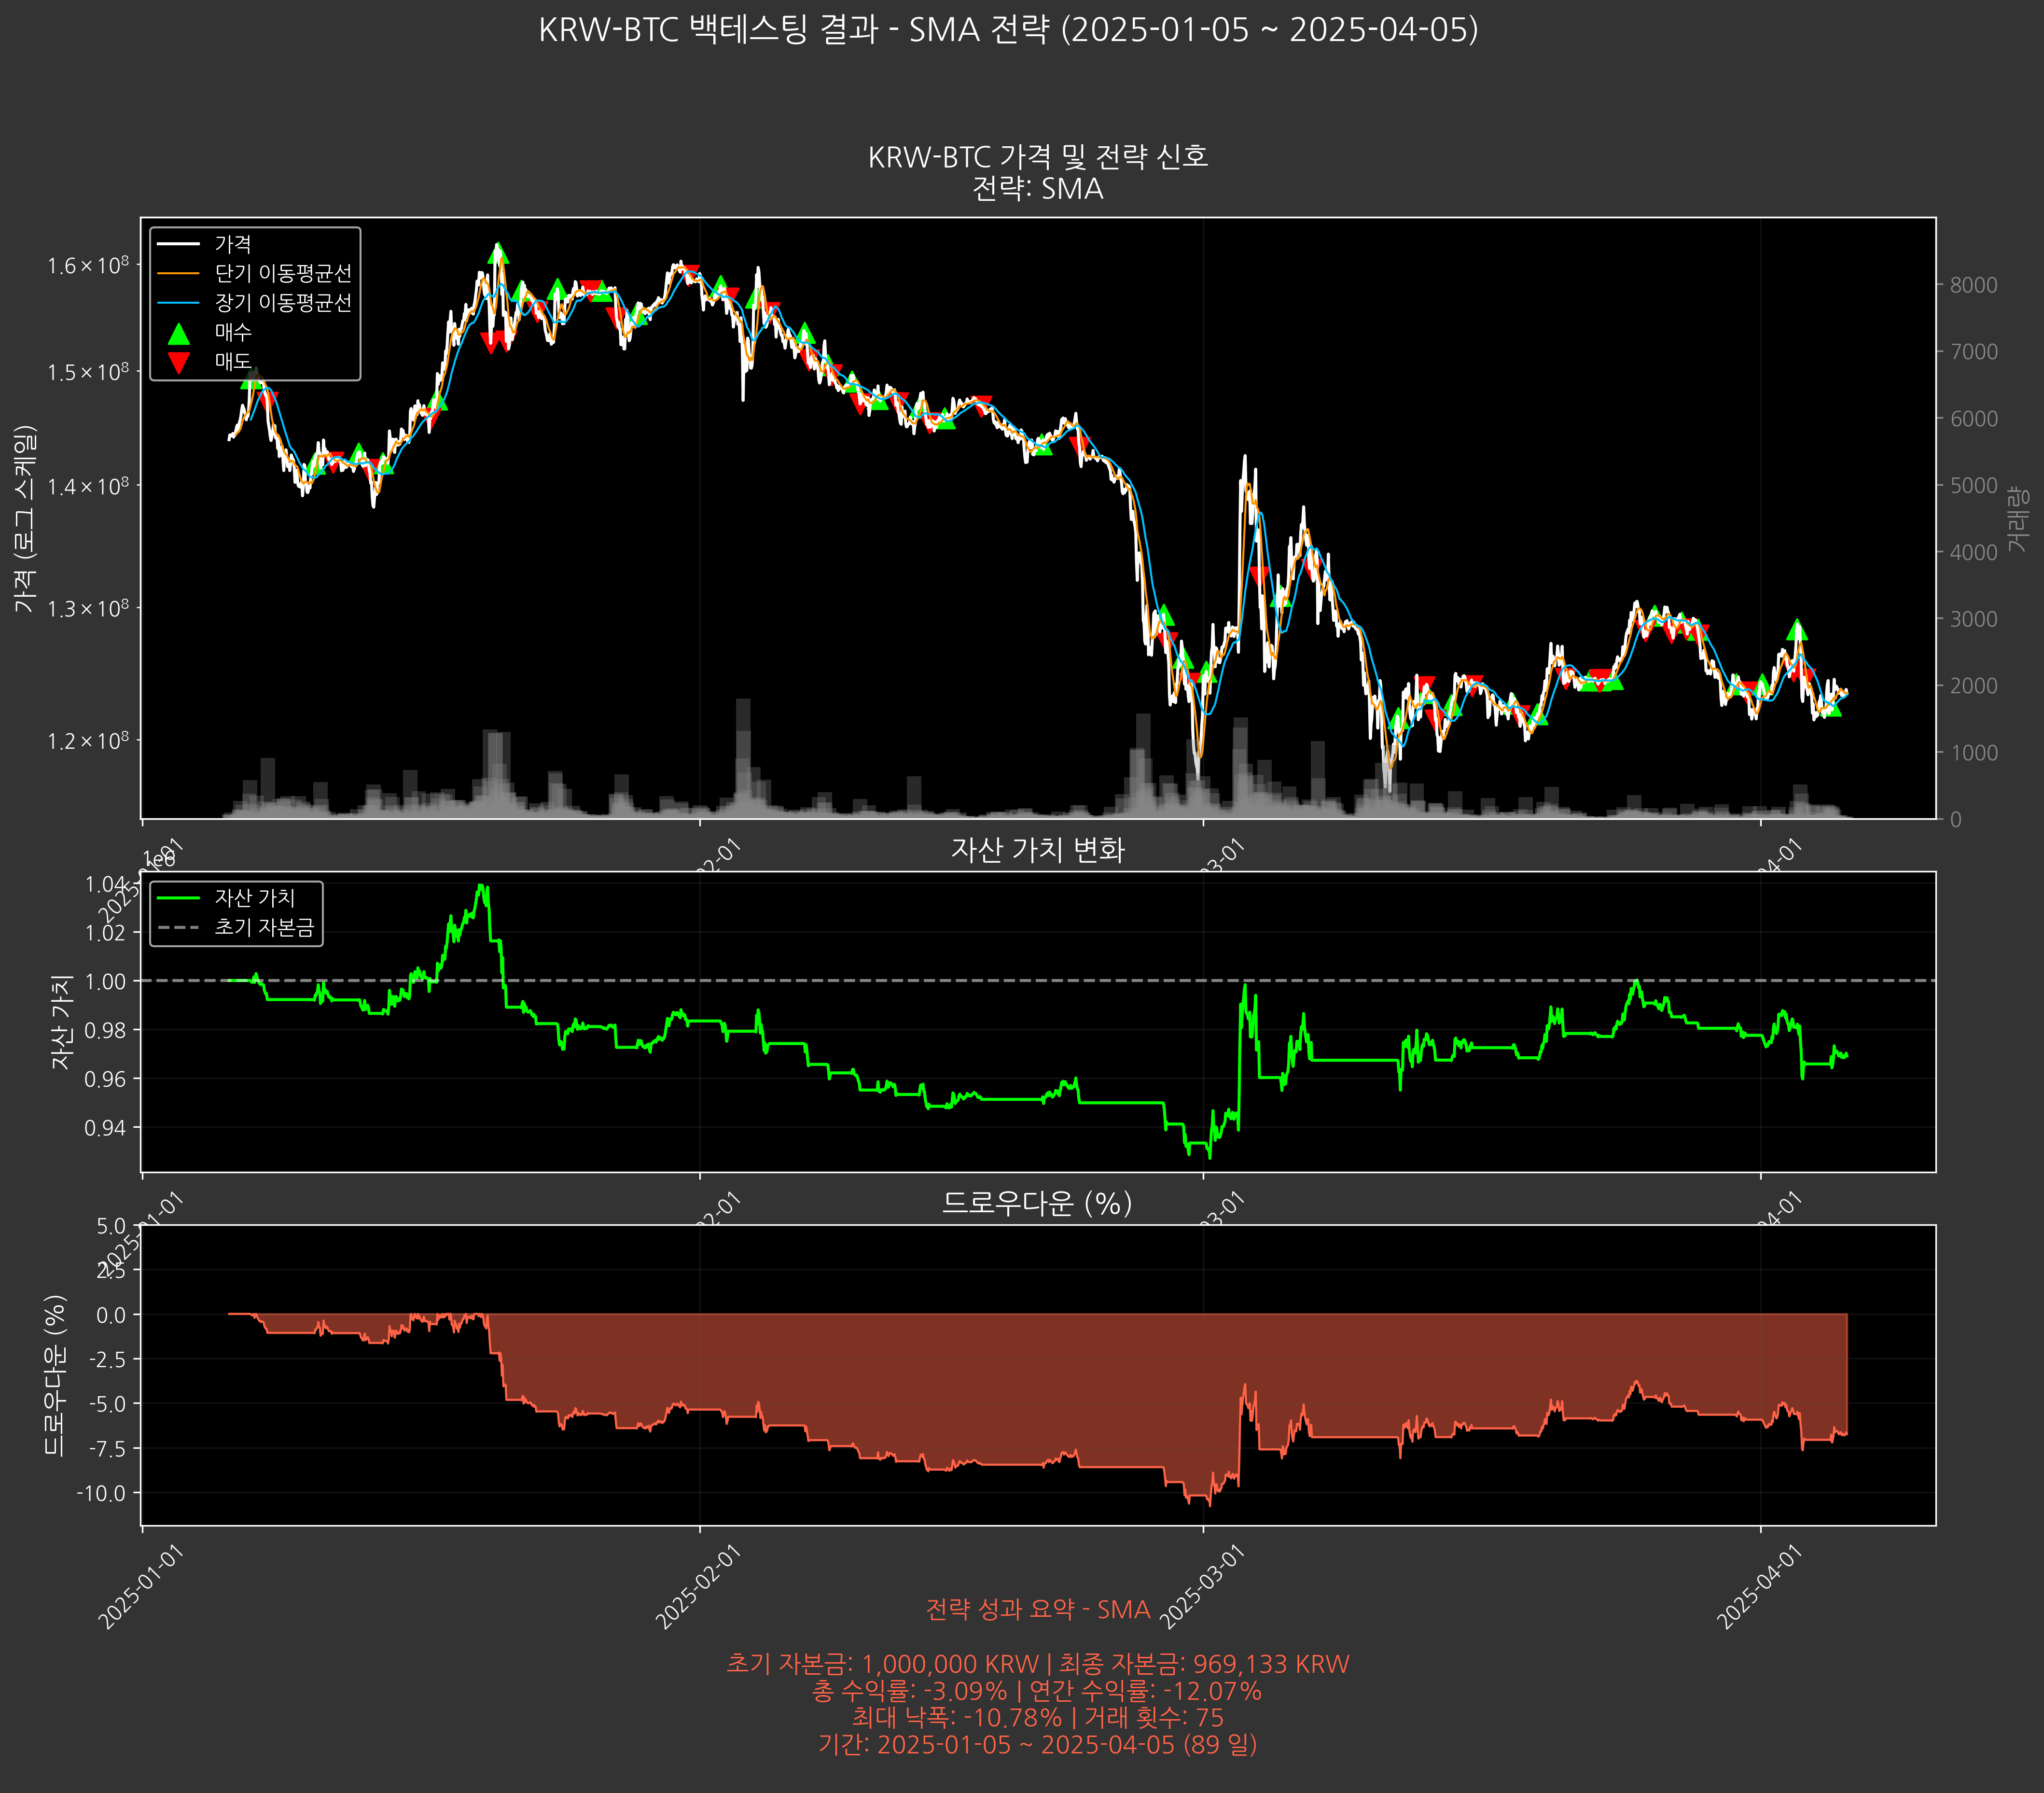 KRW-BTC 백테스팅 결과 - SMA 전략 (2025-01-05 ~ 2025-04-05)
KRW-BTC 가격 및 전략 신호
전략: SMA
가격
단기 이동평균선
장기 이동평균선
매수
매도
가격 (로그 스케일)
1.6×10⁸
1.5×10⁸
1.4×10⁸
1.3×10⁸
1.2×10⁸
거래량
8000
7000
6000
5000
4000
3000
2000
1000
0
자산 가치 변화
1e6
자산 가치
초기 자본금
자산 가치
1.04
1.02
1.00
0.98
0.96
0.94
드로우다운 (%)
드로우다운 (%)
5.0
2.5
0.0
-2.5
-5.0
-7.5
-10.0
2025-01-01
2025-02-01
2025-03-01
2025-04-01
전략 성과 요약 - SMA
초기 자본금: 1,000,000 KRW | 최종 자본금: 969,133 KRW
총 수익률: -3.09% | 연간 수익률: -12.07%
최대 낙폭: -10.78% | 거래 횟수: 75
기간: 2025-01-05 ~ 2025-04-05 (89 일)